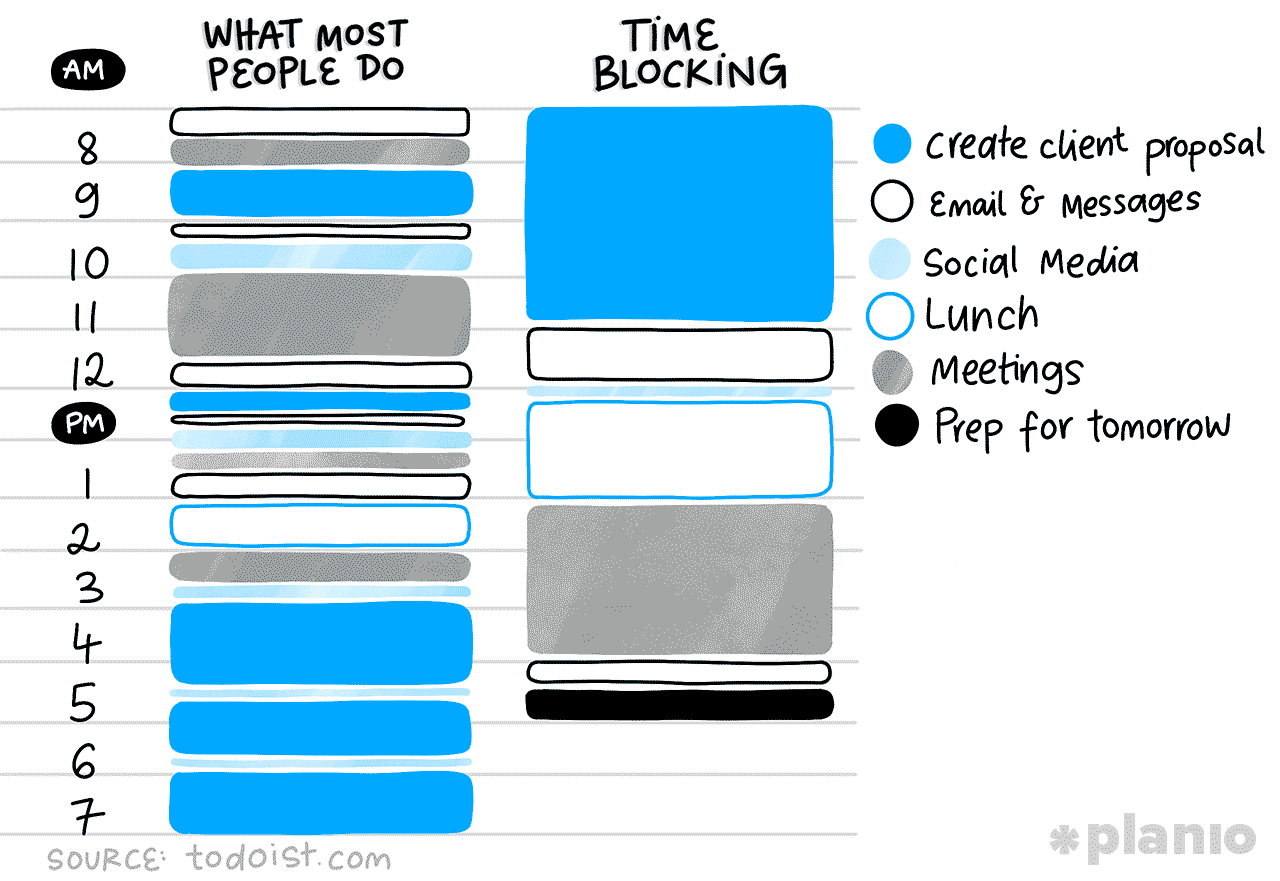 WHAT MOST
PEOPLE DO
TIME
BLOCKING
AM
8
9
10
11
12
PM
1
2
3
4
5
6
7
Create client proposal
Email & Messages
Social Media
Lunch
Meetings
Prep for tomorrow
SOURCE: todoist.com
planio